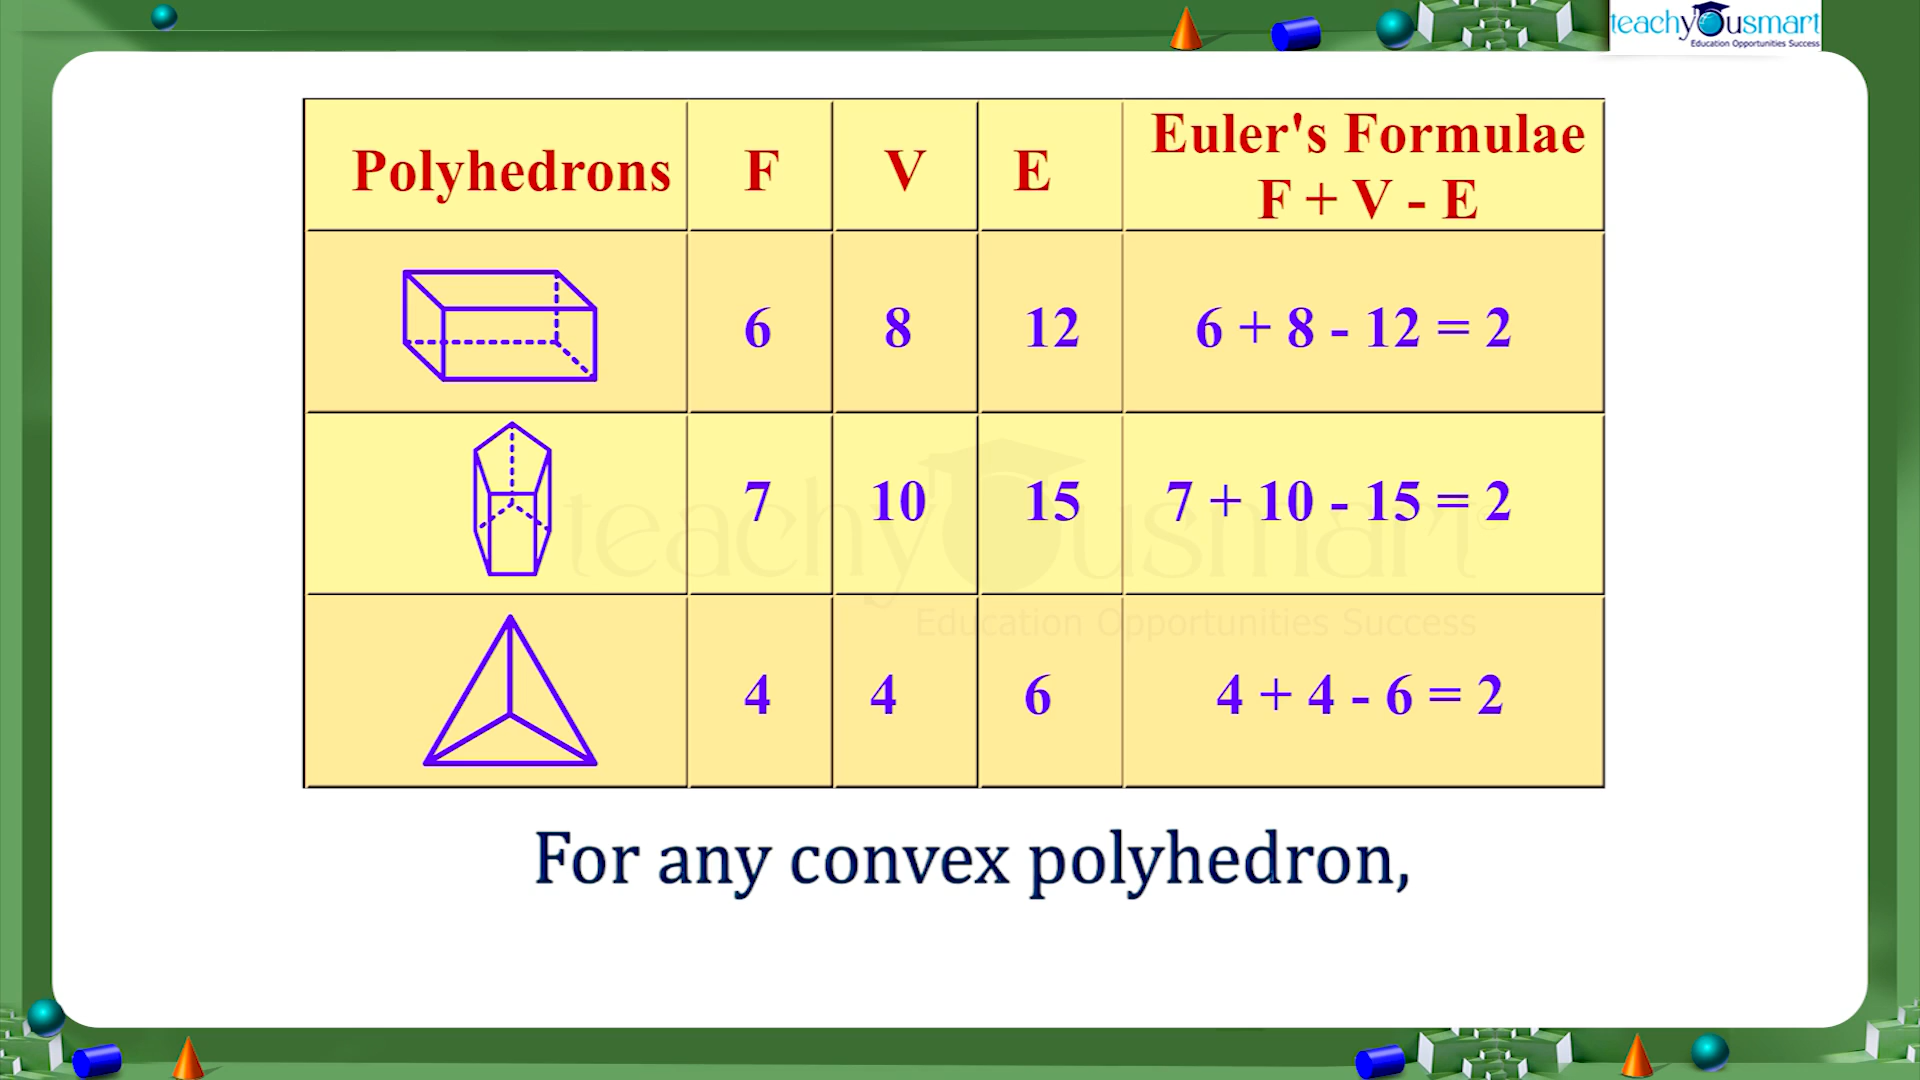 teachyousmart
Education Opportunities Success
Polyhedrons F V E Euler's Formulae
F + V - E
6 8 12 6 + 8 - 12 = 2
7 10 15 7 + 10 - 15 = 2
teachyousmart
Education Opportunities Success
4 4 6 4 + 4 - 6 = 2
For any convex polyhedron,